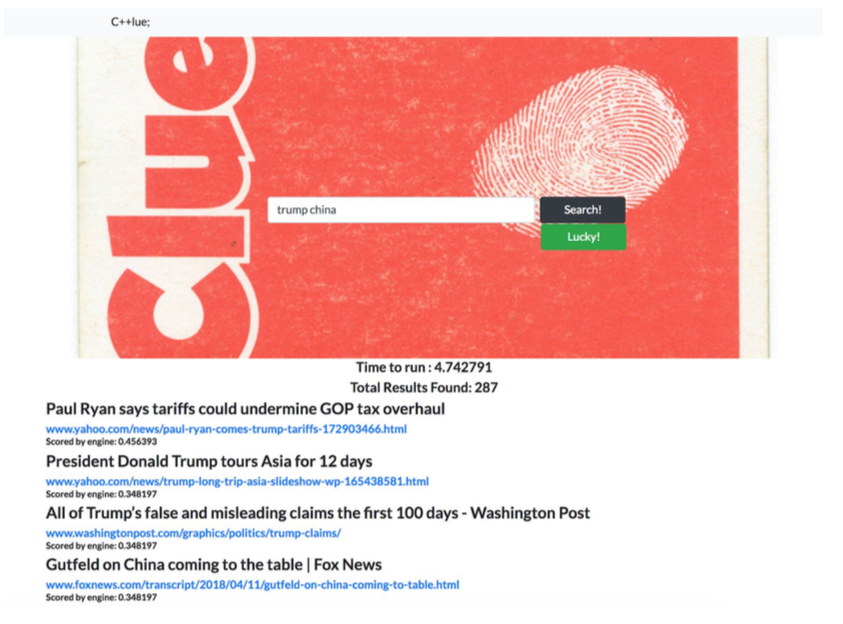 C++lue;
Clue
trump china
Search!
Lucky!
Time to run : 4.742791
Total Results Found: 287
Paul Ryan says tariffs could undermine GOP tax overhaul
www.yahoo.com/news/paul-ryan-comes-trump-tariffs-172903466.html
Scored by engine: 0.456393
President Donald Trump tours Asia for 12 days
www.yahoo.com/news/trump-long-trip-asia-slideshow-wp-165438581.html
Scored by engine: 0.348197
All of Trump's false and misleading claims the first 100 days - Washington Post
www.washingtonpost.com/graphics/politics/trump-claims/
Scored by engine: 0.348197
Gutfeld on China coming to the table | Fox News
www.foxnews.com/transcript/2018/04/11/gutfeld-on-china-coming-to-table.html
Scored by engine: 0.348197